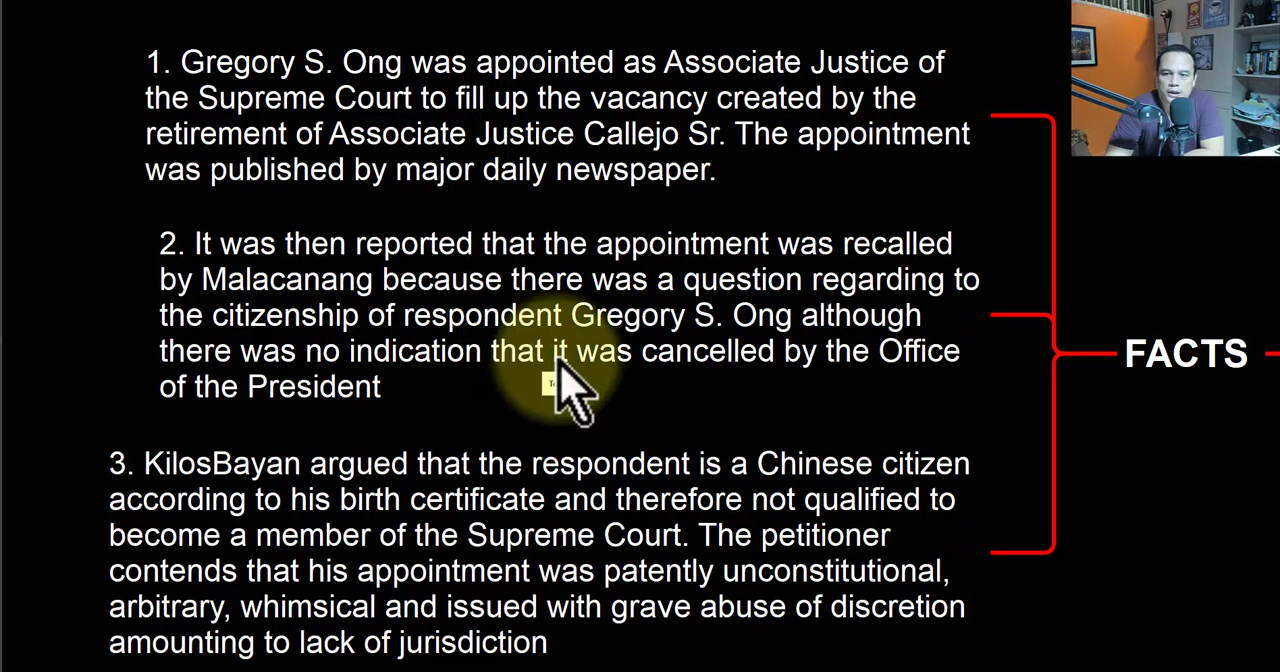 1. Gregory S. Ong was appointed as Associate Justice of
the Supreme Court to fill up the vacancy created by the
retirement of Associate Justice Callejo Sr. The appointment
was published by major daily newspaper.
2. It was then reported that the appointment was recalled
by Malacanang because there was a question regarding to
the citizenship of respondent Gregory S. Ong although
there was no indication that it was cancelled by the Office
of the President
3. KilosBayan argued that the respondent is a Chinese citizen
according to his birth certificate and therefore not qualified to
become a member of the Supreme Court. The petitioner
contends that his appointment was patently unconstitutional,
arbitrary, whimsical and issued with grave abuse of discretion
amounting to lack of jurisdiction
FACTS